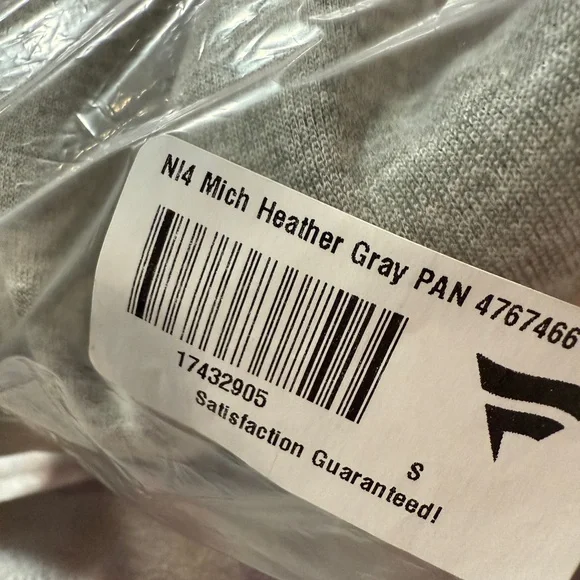 NI4 Mich Heather Gray PAN 4767466
17432905
S
Satisfaction Guaranteed!